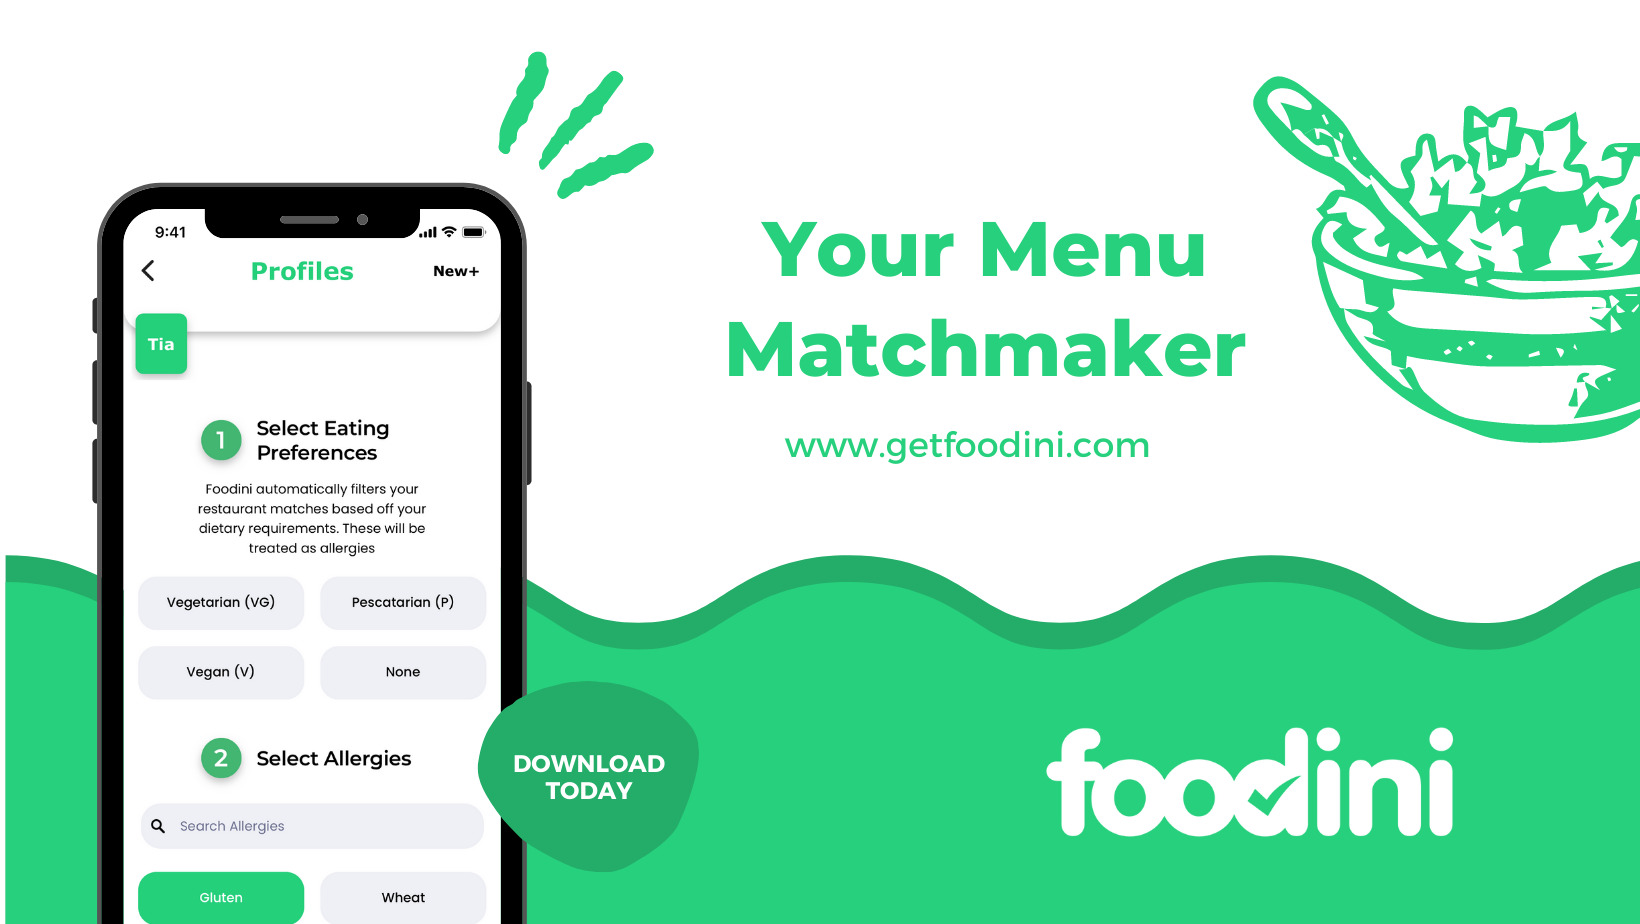 9:41
Profiles
New+
Tia
1
Select Eating
Preferences
Foodini automatically filters your
restaurant matches based off your
dietary requirements. These will be
treated as allergies
Vegetarian (VG)
Pescatarian (P)
Vegan (V)
None
2
Select Allergies
Search Allergies
Gluten
Wheat
Your Menu
Matchmaker
www.getfoodini.com
DOWNLOAD
TODAY
foodini